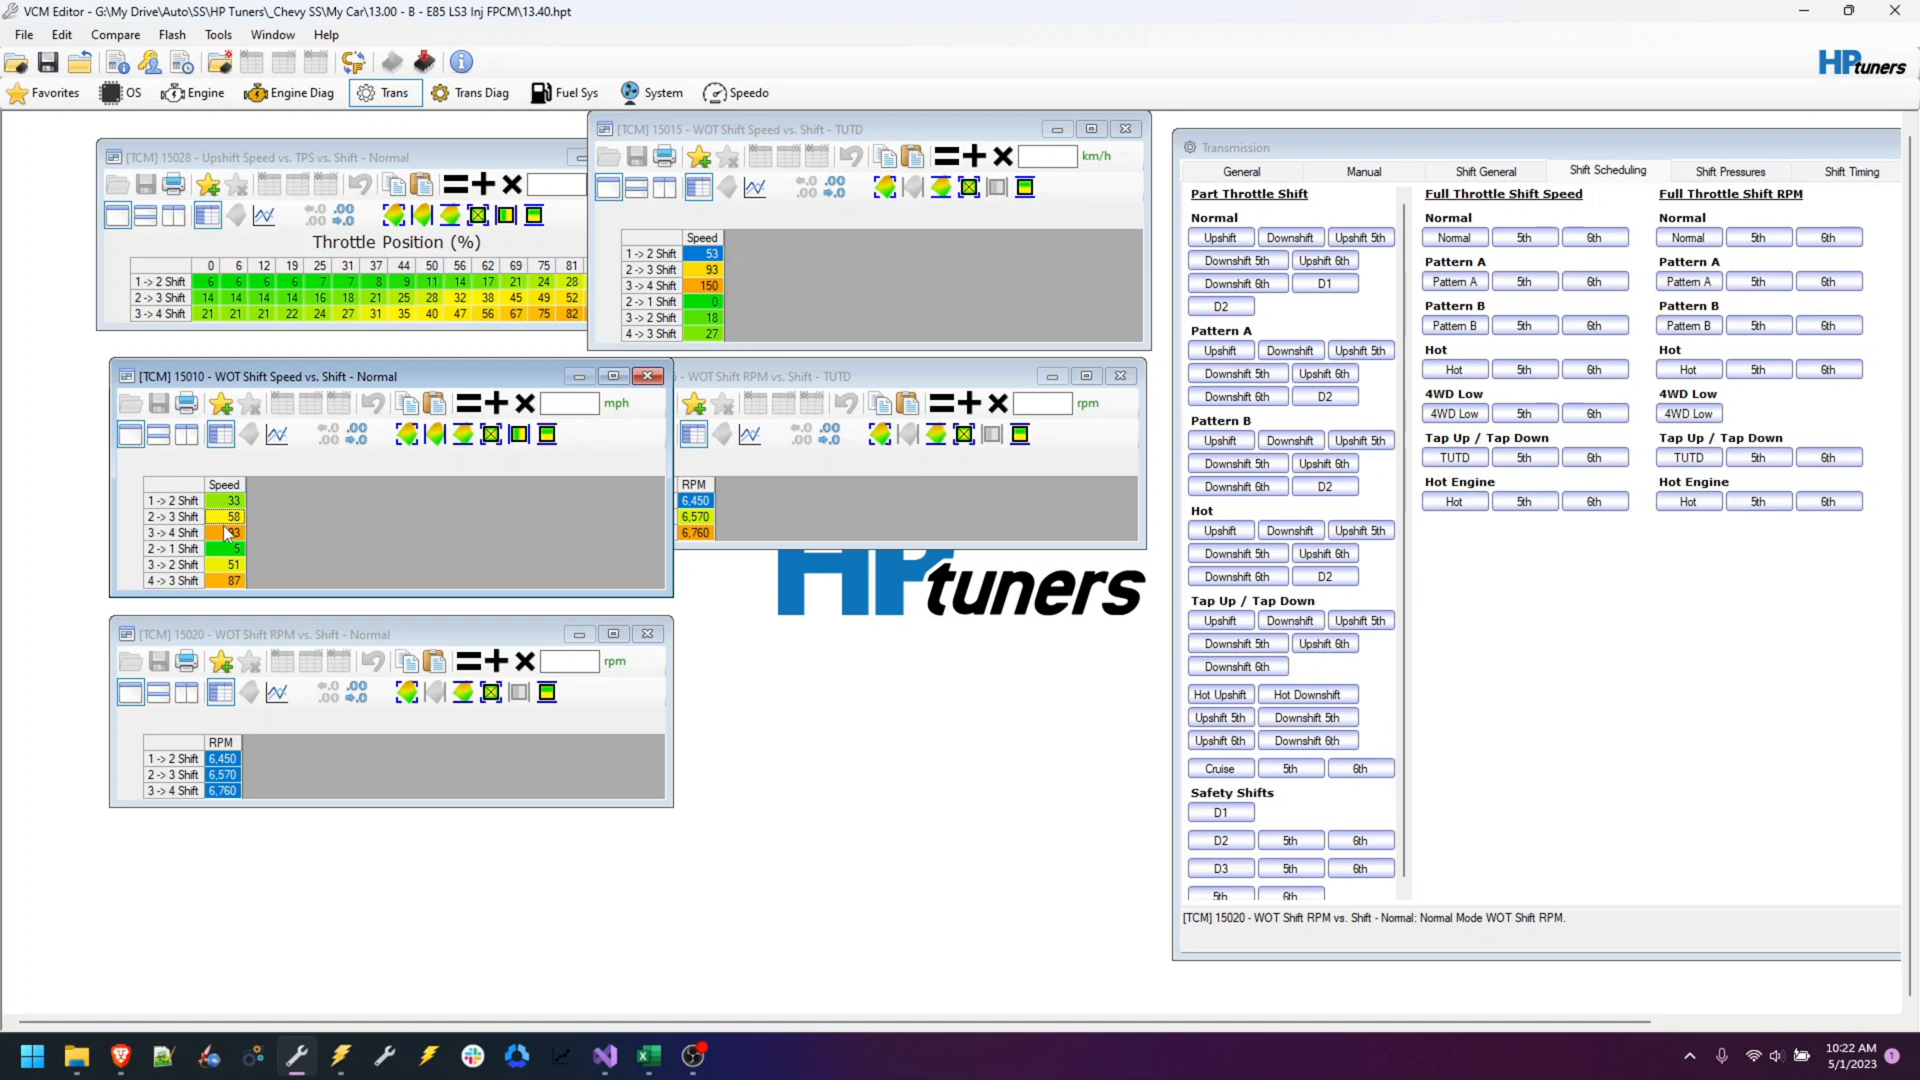 VCM Editor - G:\My Drive\Auto\SS\HP Tuners\_Chevy SS\My Car\13.00 - B - E85 LS3 Inj FPCM\13.40.hpt
File Edit Compare Flash Tools Window Help
HPtuners
Favorites OS Engine Engine Diag Trans Trans Diag Fuel Sys System Speedo
[TCM] 15028 - Upshift Speed vs. TPS vs. Shift - Normal
Throttle Position (%)
0 6 12 19 25 31 37 44 50 56 62 69 75 81
1 -> 2 Shift 6 6 6 6 7 7 8 9 11 14 17 21 24 28
2 -> 3 Shift 14 14 14 14 16 18 21 25 28 32 38 45 49 52
3 -> 4 Shift 21 21 21 22 24 27 31 35 40 47 56 67 75 82
[TCM] 15015 - WOT Shift Speed vs. Shift - TUTD
km/h
Speed
1 -> 2 Shift 53
2 -> 3 Shift 93
3 -> 4 Shift 150
2 -> 1 Shift 0
3 -> 2 Shift 18
4 -> 3 Shift 27
[TCM] 15010 - WOT Shift Speed vs. Shift - Normal
mph
Speed
1 -> 2 Shift 33
2 -> 3 Shift 58
3 -> 4 Shift
2 -> 1 Shift 5
3 -> 2 Shift 51
4 -> 3 Shift 87
- WOT Shift RPM vs. Shift - TUTD
rpm
RPM
6,450
6,570
6,760
HPtuners
[TCM] 15020 - WOT Shift RPM vs. Shift - Normal
rpm
RPM
1 -> 2 Shift 6,450
2 -> 3 Shift 6,570
3 -> 4 Shift 6,760
Transmission
General Manual Shift General Shift Scheduling Shift Pressures Shift Timing
Part Throttle Shift
Normal
Upshift Downshift Upshift 5th
Downshift 5th Upshift 6th
Downshift 6th D1
D2
Pattern A
Upshift Downshift Upshift 5th
Downshift 5th Upshift 6th
Downshift 6th D2
Pattern B
Upshift Downshift Upshift 5th
Downshift 5th Upshift 6th
Downshift 6th D2
Hot
Upshift Downshift Upshift 5th
Downshift 5th Upshift 6th
Downshift 6th D2
Tap Up / Tap Down
Upshift Downshift Upshift 5th
Downshift 5th Upshift 6th
Downshift 6th
Hot Upshift Hot Downshift
Upshift 5th Downshift 5th
Upshift 6th Downshift 6th
Cruise 5th 6th
Safety Shifts
D1
D2 5th 6th
D3 5th 6th
5th 6th
Full Throttle Shift Speed
Normal
Normal 5th 6th
Pattern A
Pattern A 5th 6th
Pattern B
Pattern B 5th 6th
Hot
Hot 5th 6th
4WD Low
4WD Low 5th 6th
Tap Up / Tap Down
TUTD 5th 6th
Hot Engine
Hot 5th 6th
Full Throttle Shift RPM
Normal
Normal 5th 6th
Pattern A
Pattern A 5th 6th
Pattern B
Pattern B 5th 6th
Hot
Hot 5th 6th
4WD Low
4WD Low
Tap Up / Tap Down
TUTD 5th 6th
Hot Engine
Hot 5th 6th
[TCM] 15020 - WOT Shift RPM vs. Shift - Normal: Normal Mode WOT Shift RPM.
10:22 AM
5/1/2023
1